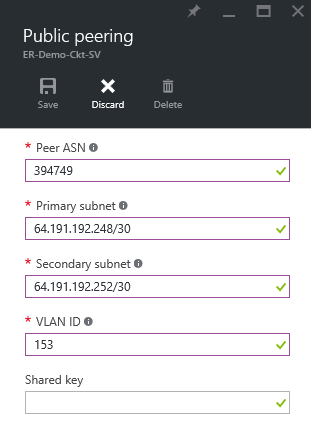 Public peering
ER-Demo-Ckt-SV
Save Discard Delete
* Peer ASN
394749
* Primary subnet
64.191.192.248/30
* Secondary subnet
64.191.192.252/30
* VLAN ID
153
Shared key